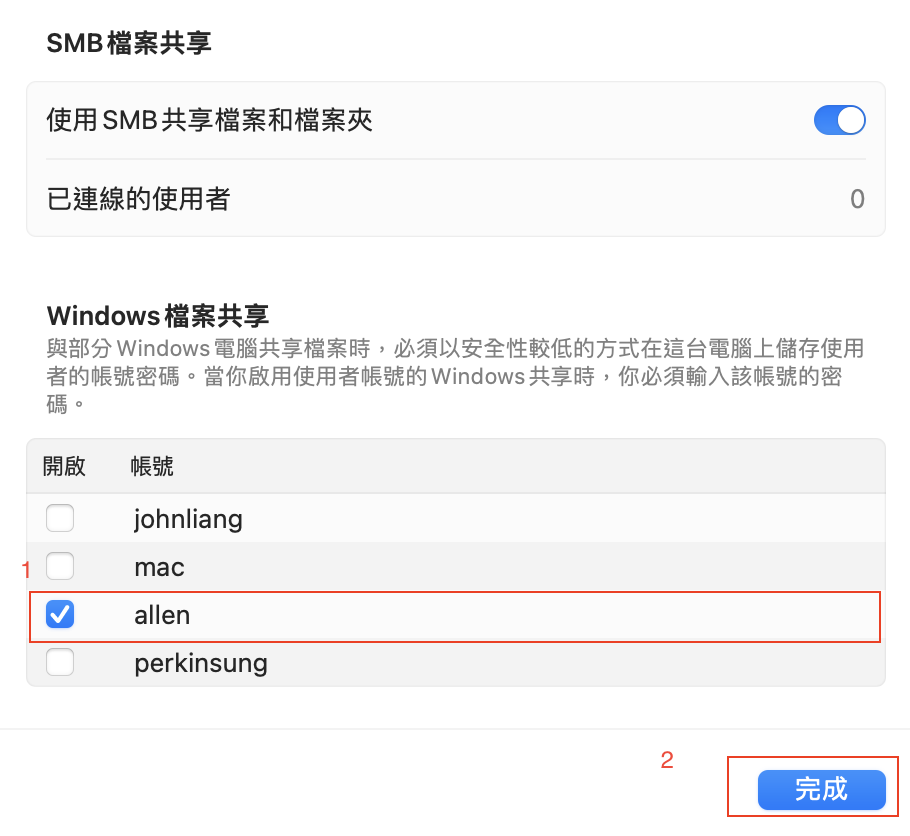 SMB檔案共享
使用SMB共享檔案和檔案夾
已連線的使用者 0
Windows檔案共享
與部分Windows電腦共享檔案時，必須以安全性較低的方式在這台電腦上儲存使用
者的帳號密碼。當你啟用使用者帳號的Windows共享時，你必須輸入該帳號的密
碼。
開啟 帳號
johnliang
1 mac
allen
perkinsung
2
完成